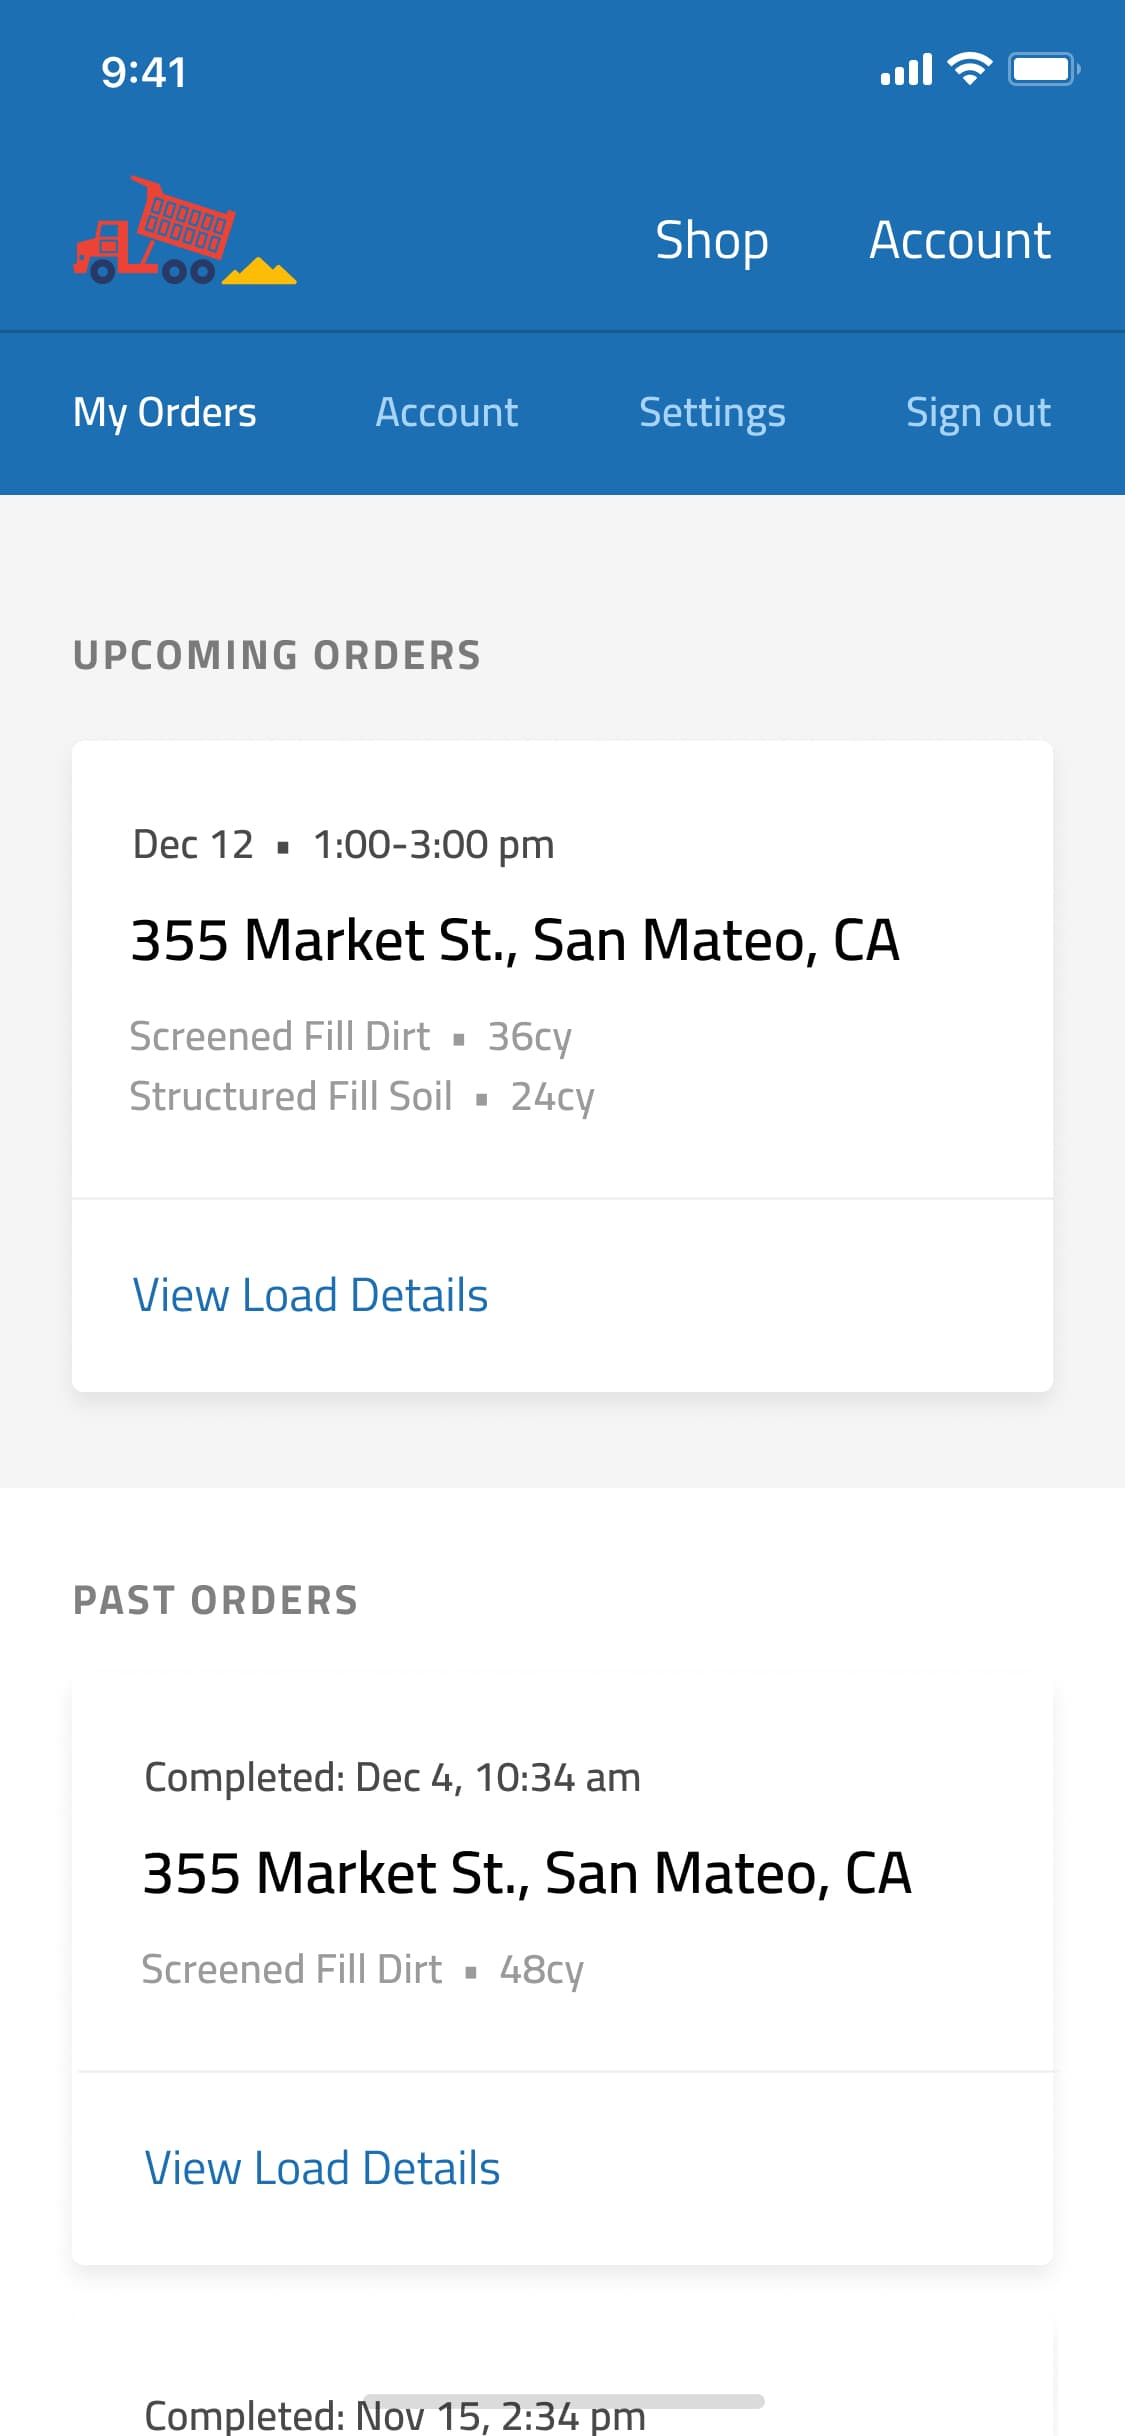 9:41
Shop Account
My Orders Account Settings Sign out
UPCOMING ORDERS
Dec 12 ▪ 1:00-3:00 pm
355 Market St., San Mateo, CA
Screened Fill Dirt ▪ 36cy
Structured Fill Soil ▪ 24cy
View Load Details
PAST ORDERS
Completed: Dec 4, 10:34 am
355 Market St., San Mateo, CA
Screened Fill Dirt ▪ 48cy
View Load Details
Completed: Nov 15, 2:34 pm